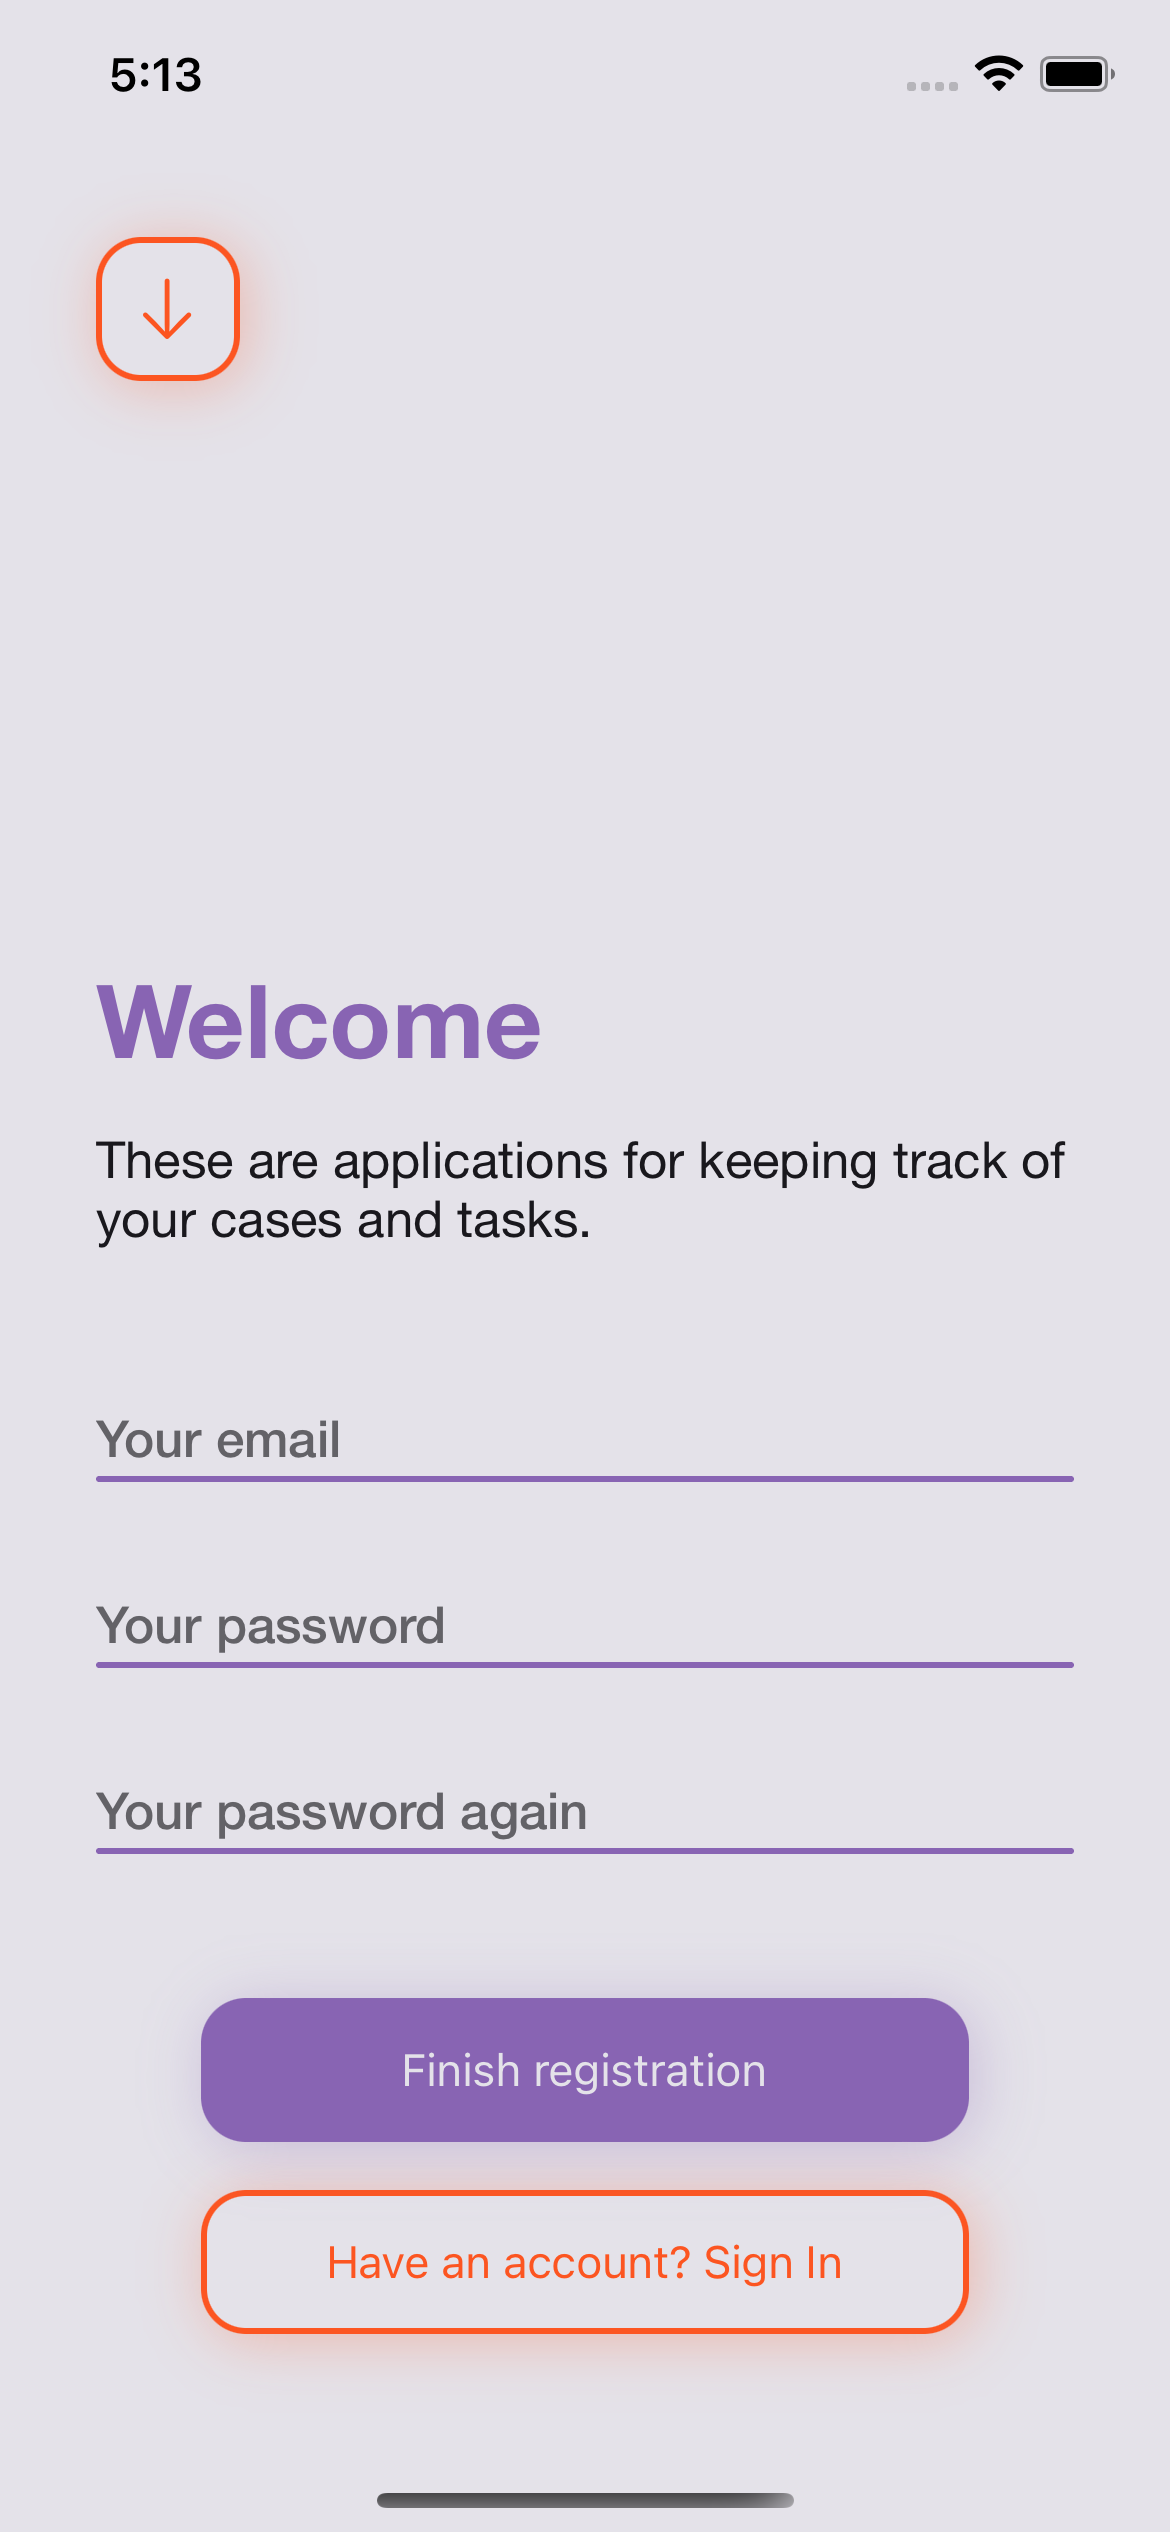 5:13
Welcome
These are applications for keeping track of
your cases and tasks.
Your email
Your password
Your password again
Finish registration
Have an account? Sign In